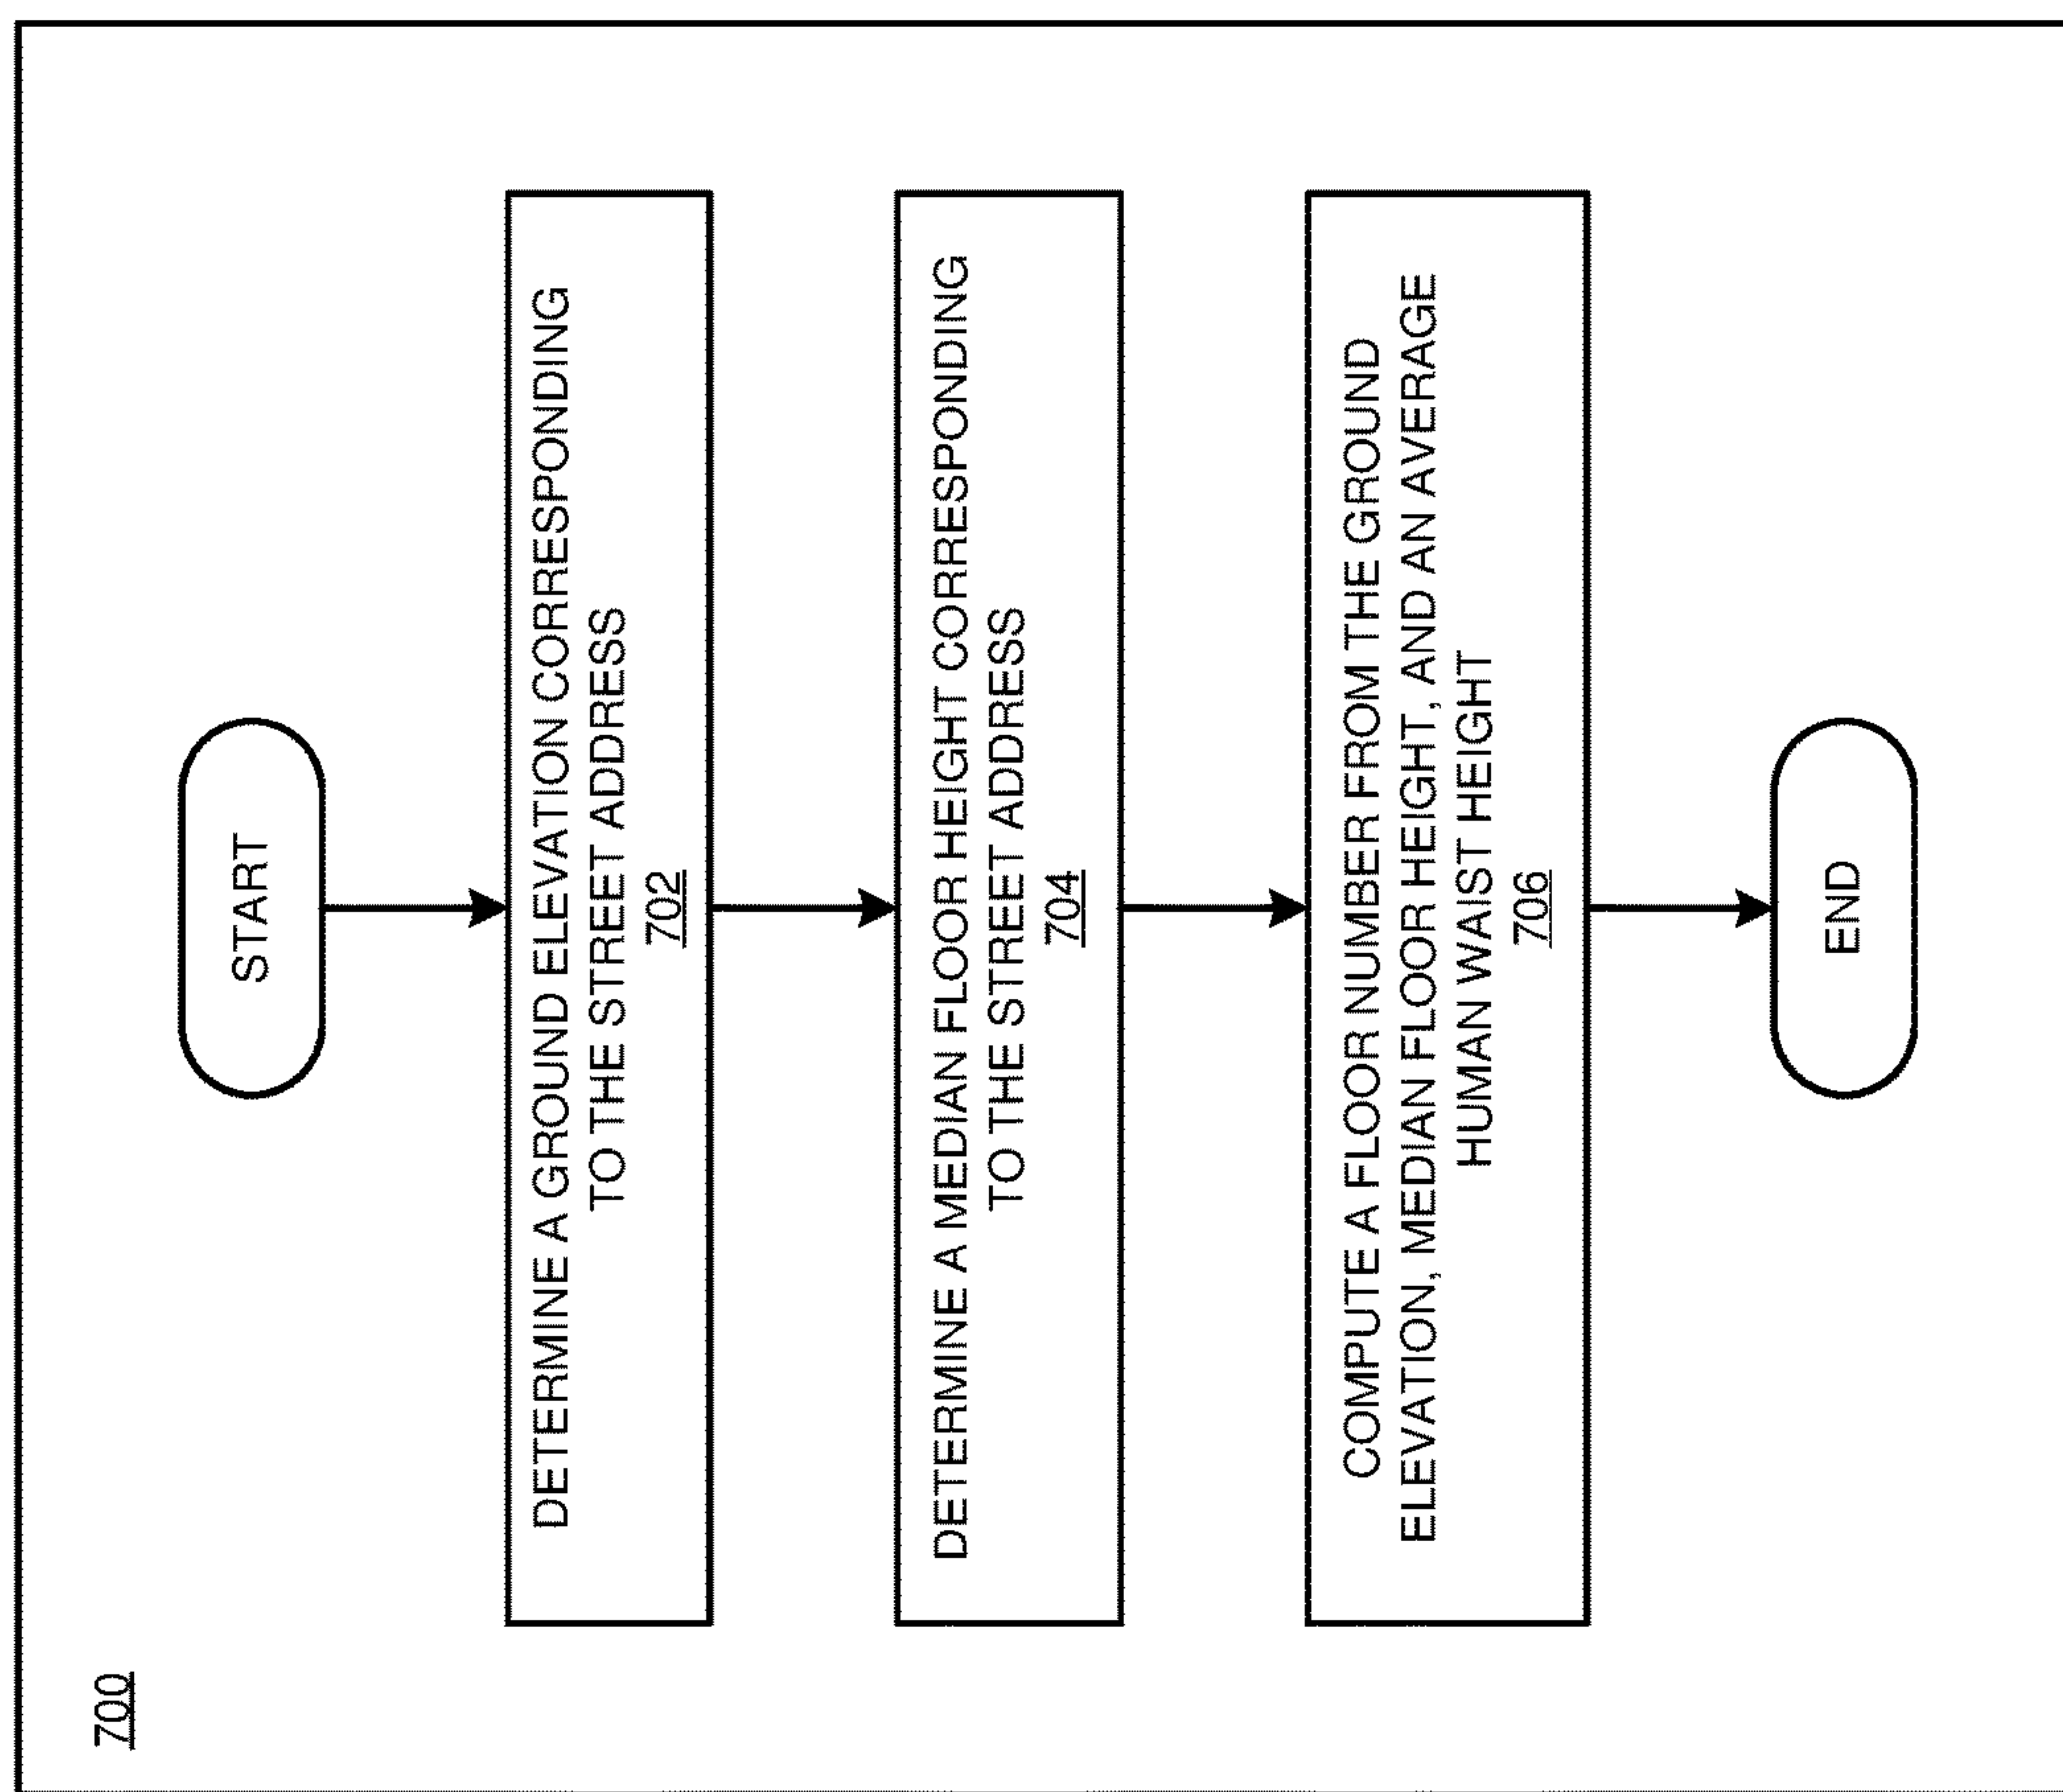 700
START
DETERMINE A GROUND ELEVATION CORRESPONDING
TO THE STREET ADDRESS
702
DETERMINE A MEDIAN FLOOR HEIGHT CORRESPONDING
TO THE STREET ADDRESS
704
COMPUTE A FLOOR NUMBER FROM THE GROUND
ELEVATION, MEDIAN FLOOR HEIGHT, AND AN AVERAGE
HUMAN WAIST HEIGHT
706
END